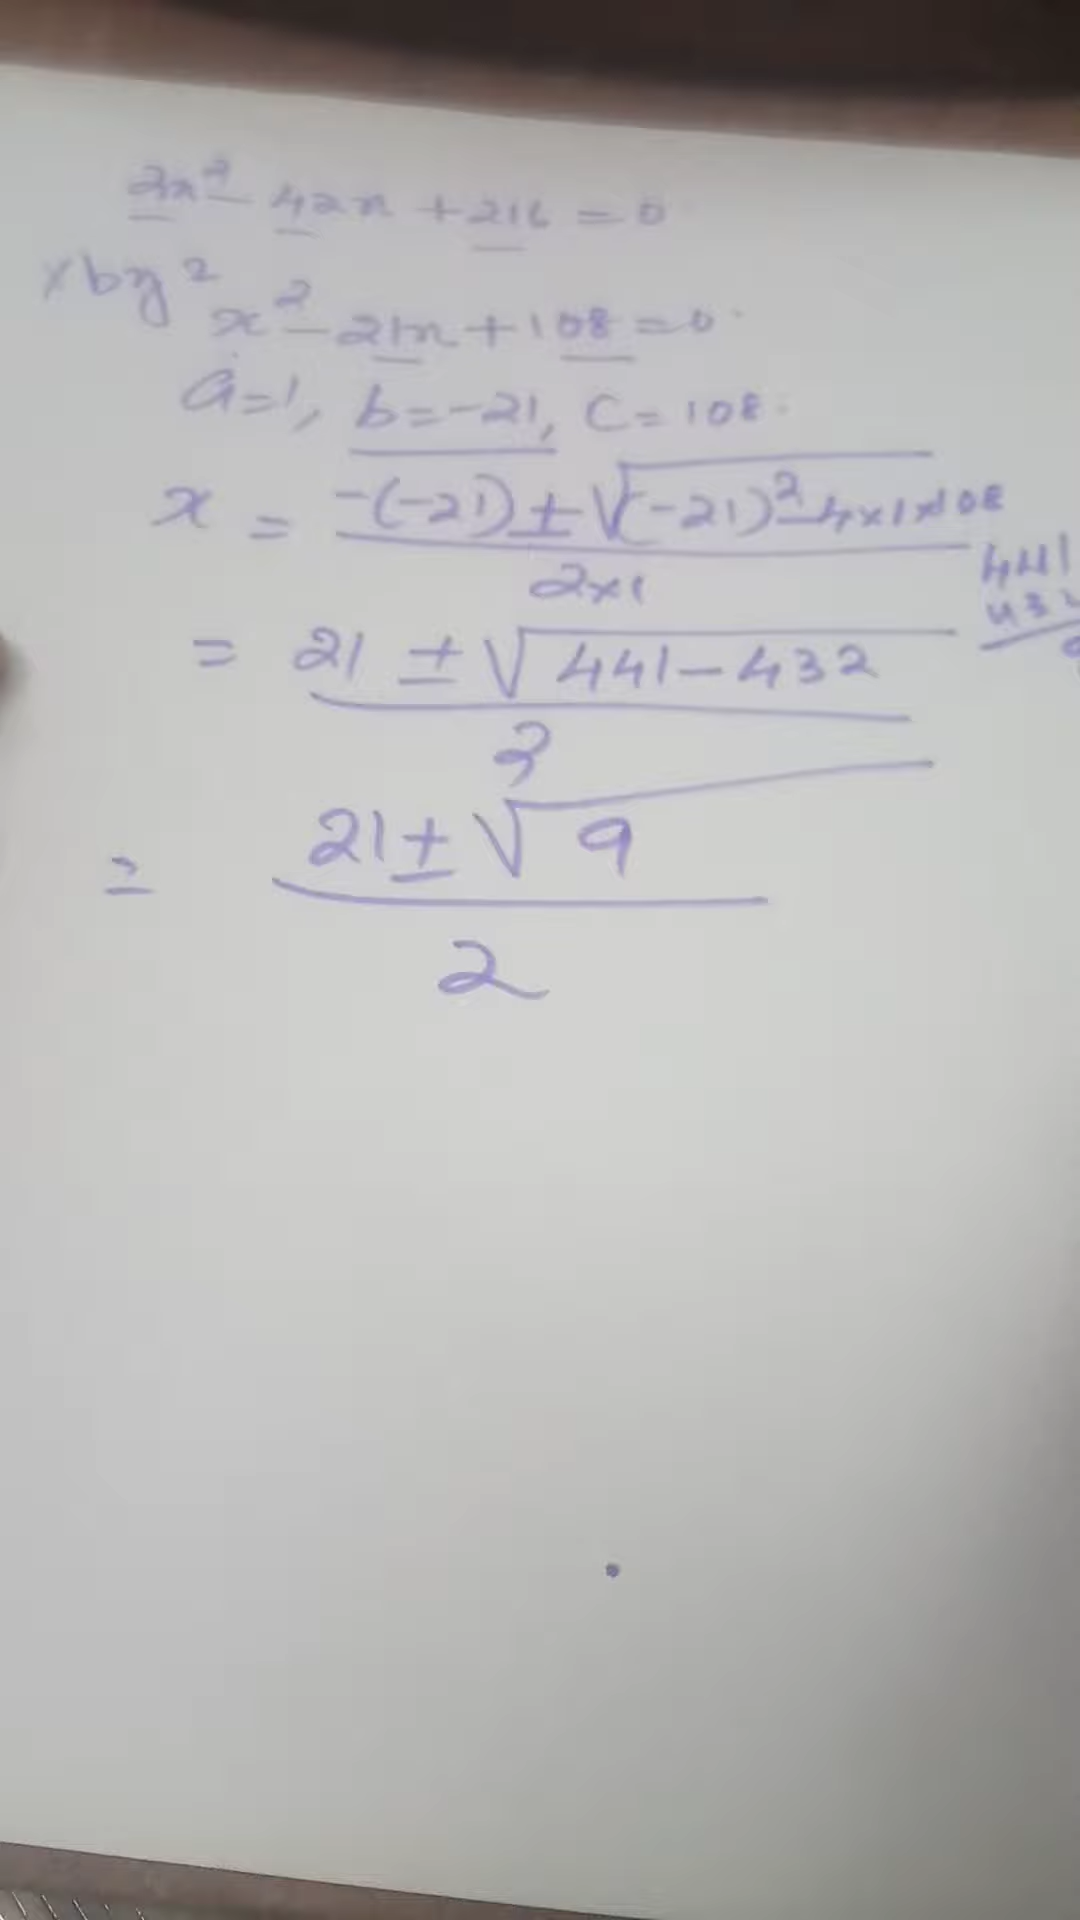 2x² - 42x + 216 = 0
× by 2
x² - 21x + 108 = 0
a=1, b=-21, c=108.
x = -(-21) ± √(-21)² - 4×1×108
2×1
441
432
9
= 21 ± √441 - 432
2
= 21 ± √9
2